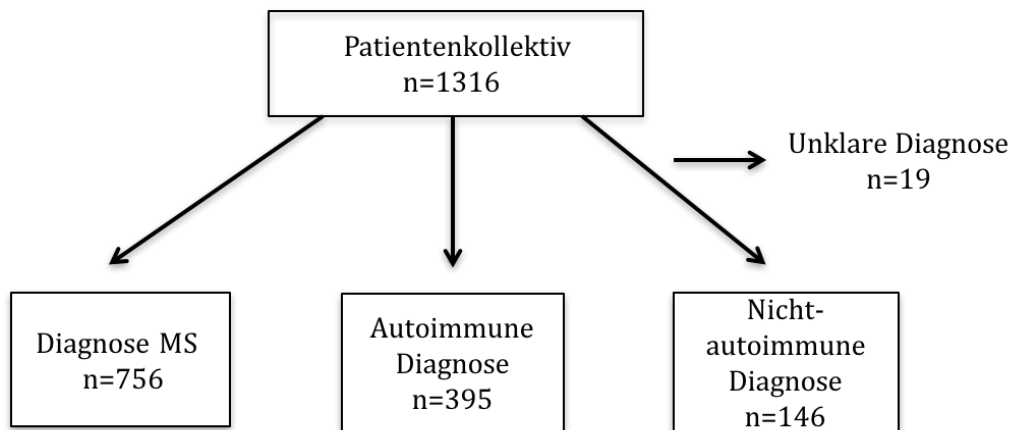 Patientenkollektiv
n=1316
Unklare Diagnose
n=19
Diagnose MS
n=756
Autoimmune
Diagnose
n=395
Nicht-
autoimmune
Diagnose
n=146